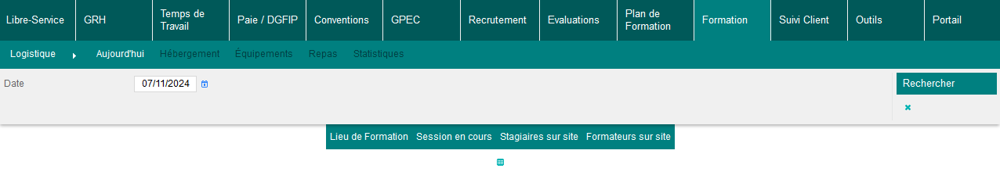 Libre-Service GRH Temps de Travail Paie / DGFIP Conventions GPEC Recrutement Evaluations Plan de Formation Formation Suivi Client Outils Portail
Logistique Aujourd'hui Hébergement Équipements Repas Statistiques
Date 07/11/2024 Rechercher
Lieu de Formation Session en cours Stagiaires sur site Formateurs sur site